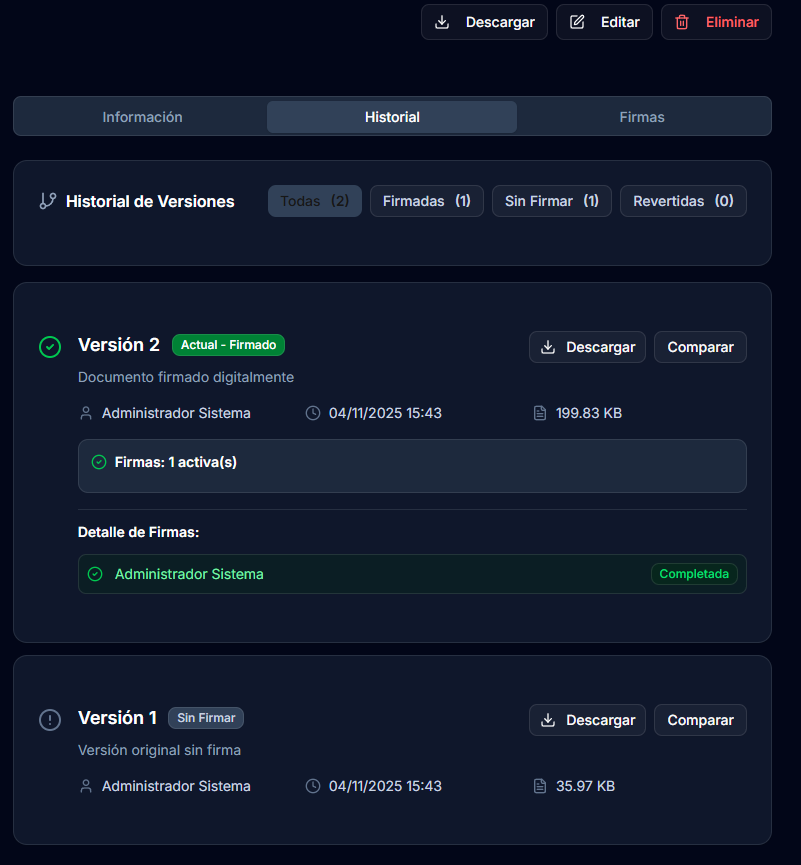 Descargar Editar Eliminar
Información Historial Firmas
Historial de Versiones Todas (2) Firmadas (1) Sin Firmar (1) Revertidas (0)
Versión 2 Actual - Firmado Descargar Comparar
Documento firmado digitalmente
Administrador Sistema 04/11/2025 15:43 199.83 KB
Firmas: 1 activa(s)
Detalle de Firmas:
Administrador Sistema Completada
Versión 1 Sin Firmar Descargar Comparar
Versión original sin firma
Administrador Sistema 04/11/2025 15:43 35.97 KB